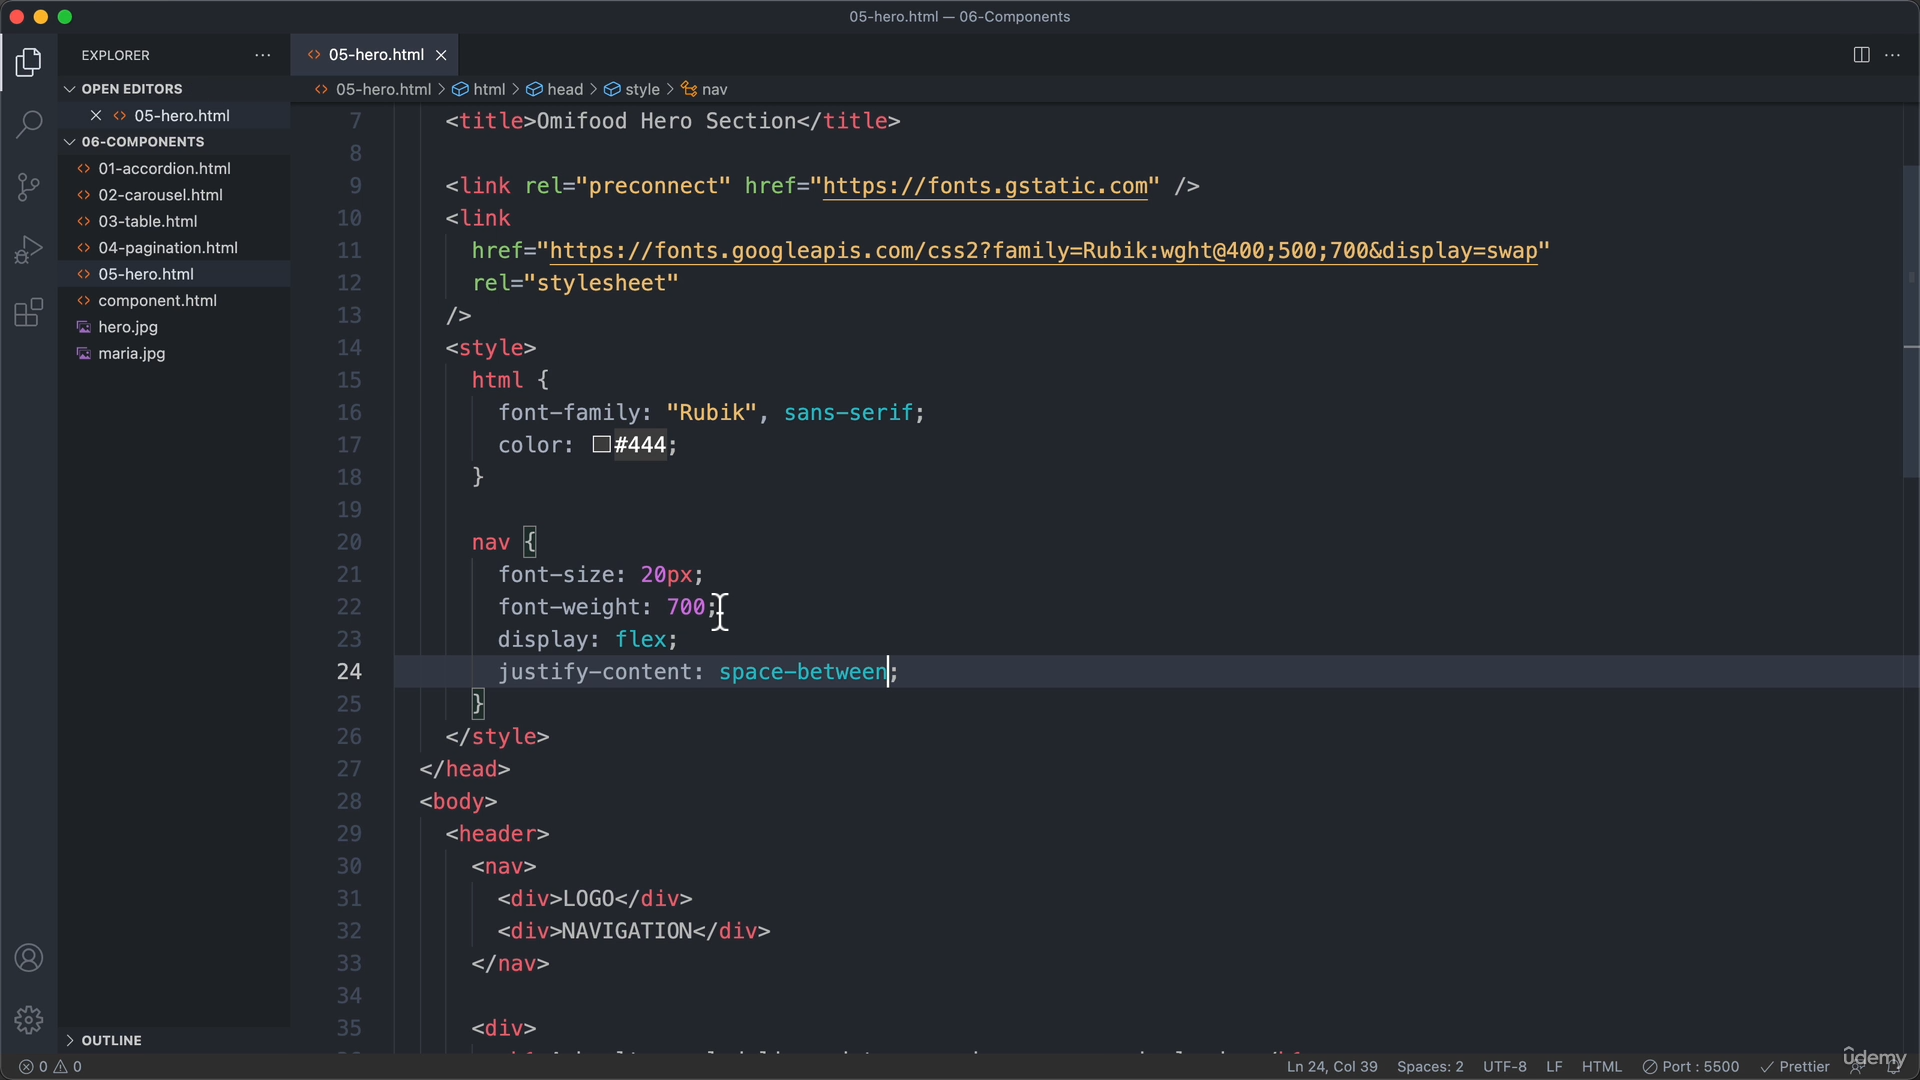 05-hero.html — 06-Components
EXPLORER
OPEN EDITORS
05-hero.html
06-COMPONENTS
01-accordion.html
02-carousel.html
03-table.html
04-pagination.html
05-hero.html
component.html
hero.jpg
maria.jpg
OUTLINE
05-hero.html
05-hero.html > html > head > style > nav
7 <title>Omifood Hero Section</title>
8
9 <link rel="preconnect" href="https://fonts.gstatic.com" />
10 <link
11 href="https://fonts.googleapis.com/css2?family=Rubik:wght@400;500;700&display=swap"
12 rel="stylesheet"
13 />
14 <style>
15 html {
16 font-family: "Rubik", sans-serif;
17 color: #444;
18 }
19
20 nav {
21 font-size: 20px;
22 font-weight: 700;
23 display: flex;
24 justify-content: space-between;
25 }
26 </style>
27 </head>
28 <body>
29 <header>
30 <nav>
31 <div>LOGO</div>
32 <div>NAVIGATION</div>
33 </nav>
34
35 <div>
0 0
Ln 24, Col 39 Spaces: 2 UTF-8 LF HTML Port : 5500 Prettier
udemy